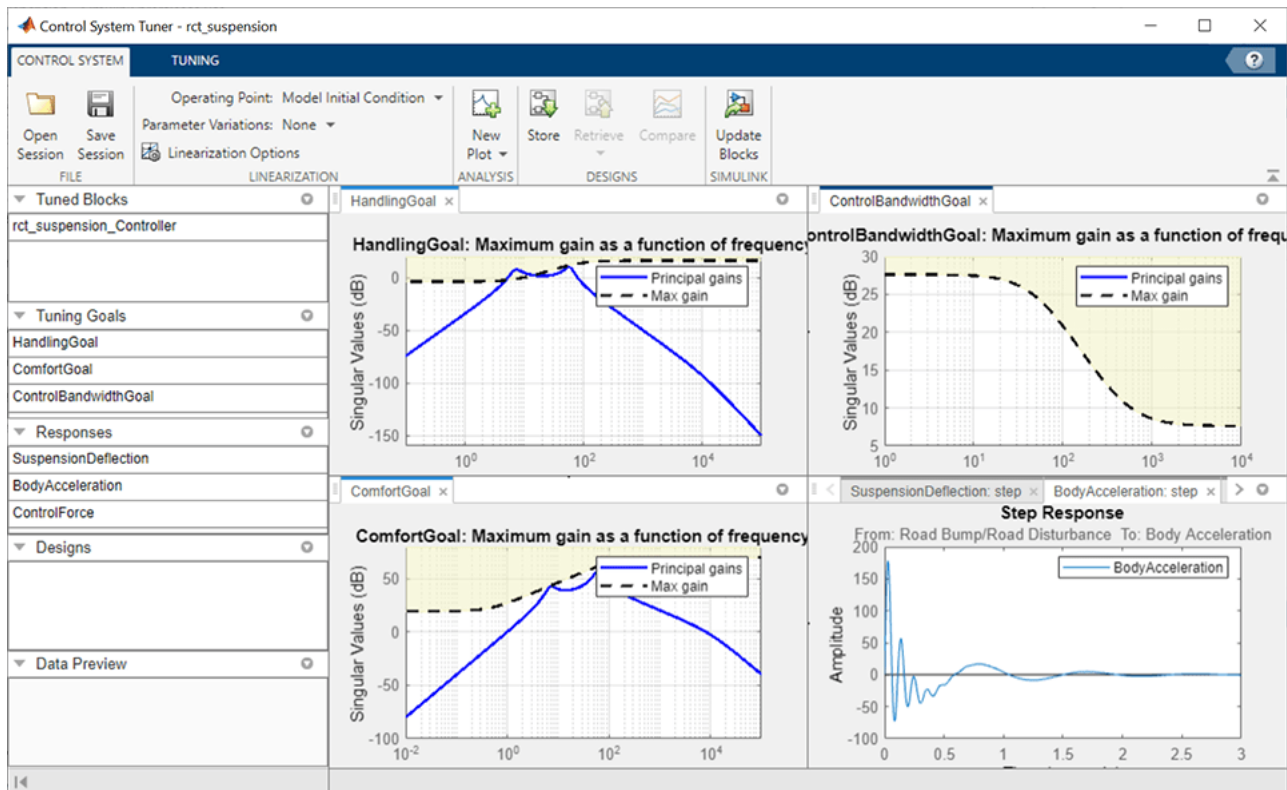 Control System Tuner - rct_suspension
CONTROL SYSTEM TUNING
?
Operating Point: Model Initial Condition
Parameter Variations: None
Linearization Options
Open Session
Save Session
New Plot
Store
Retrieve
Compare
Update Blocks
FILE LINEARIZATION ANALYSIS DESIGNS SIMULINK
Tuned Blocks
rct_suspension_Controller
Tuning Goals
HandlingGoal
ComfortGoal
ControlBandwidthGoal
Responses
SuspensionDeflection
BodyAcceleration
ControlForce
Designs
Data Preview
HandlingGoal ×
HandlingGoal: Maximum gain as a function of frequency
Principal gains
Max gain
Singular Values (dB)
0
-50
-100
-150
10^0 10^2 10^4
ControlBandwidthGoal ×
ontrolBandwidthGoal: Maximum gain as a function of frequ
Principal gains
Max gain
Singular Values (dB)
30
25
20
15
10
5
10^0 10^1 10^2 10^3 10^4
ComfortGoal ×
ComfortGoal: Maximum gain as a function of frequency
Principal gains
Max gain
Singular Values (dB)
50
0
-50
-100
10^-2 10^0 10^2 10^4
SuspensionDeflection: step × BodyAcceleration: step ×
Step Response
From: Road Bump/Road Disturbance To: Body Acceleration
BodyAcceleration
Amplitude
200
150
100
50
0
-50
-100
0 0.5 1 1.5 2 2.5 3